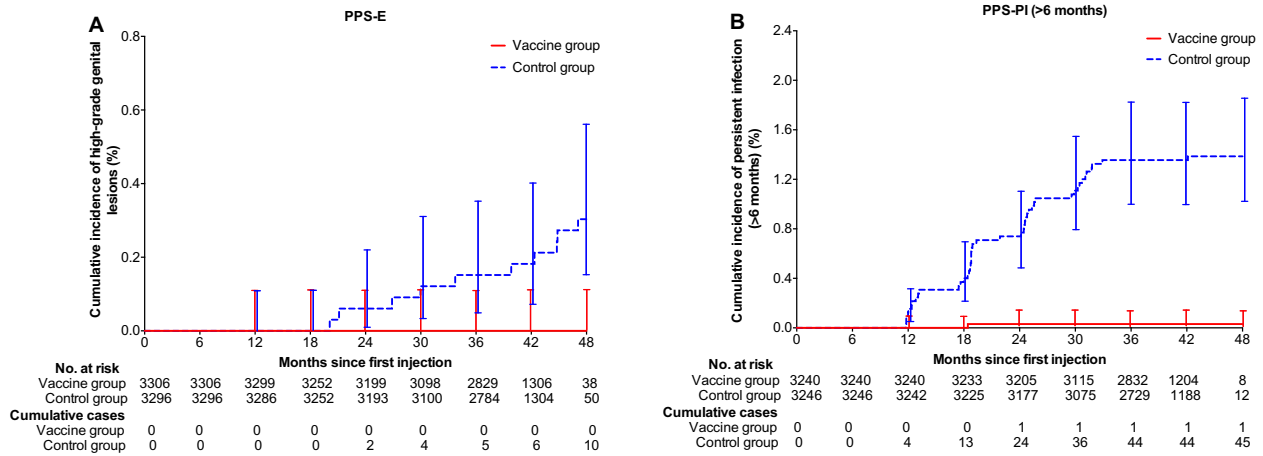 A
PPS-E
Vaccine group
Control group
Cumulative incidence of high-grade genital
lesions (%)
0.8
0.6
0.4
0.2
0.0
0 6 12 18 24 30 36 42 48
Months since first injection
No. at risk
Vaccine group 3306 3306 3299 3252 3199 3098 2829 1306 38
Control group 3296 3296 3286 3252 3193 3100 2784 1304 50
Cumulative cases
Vaccine group 0 0 0 0 0 0 0 0 0
Control group 0 0 0 0 2 4 5 6 10
B
PPS-PI (>6 months)
Vaccine group
Control group
Cumulative incidence of persistent infection
(>6 months) (%)
2.4
2.0
1.6
1.2
0.8
0.4
0.0
0 6 12 18 24 30 36 42 48
Months since first injection
No. at risk
Vaccine group 3240 3240 3240 3233 3205 3115 2832 1204 8
Control group 3246 3246 3242 3225 3177 3075 2729 1188 12
Cumulative cases
Vaccine group 0 0 0 0 1 1 1 1 1
Control group 0 0 4 13 24 36 44 44 45